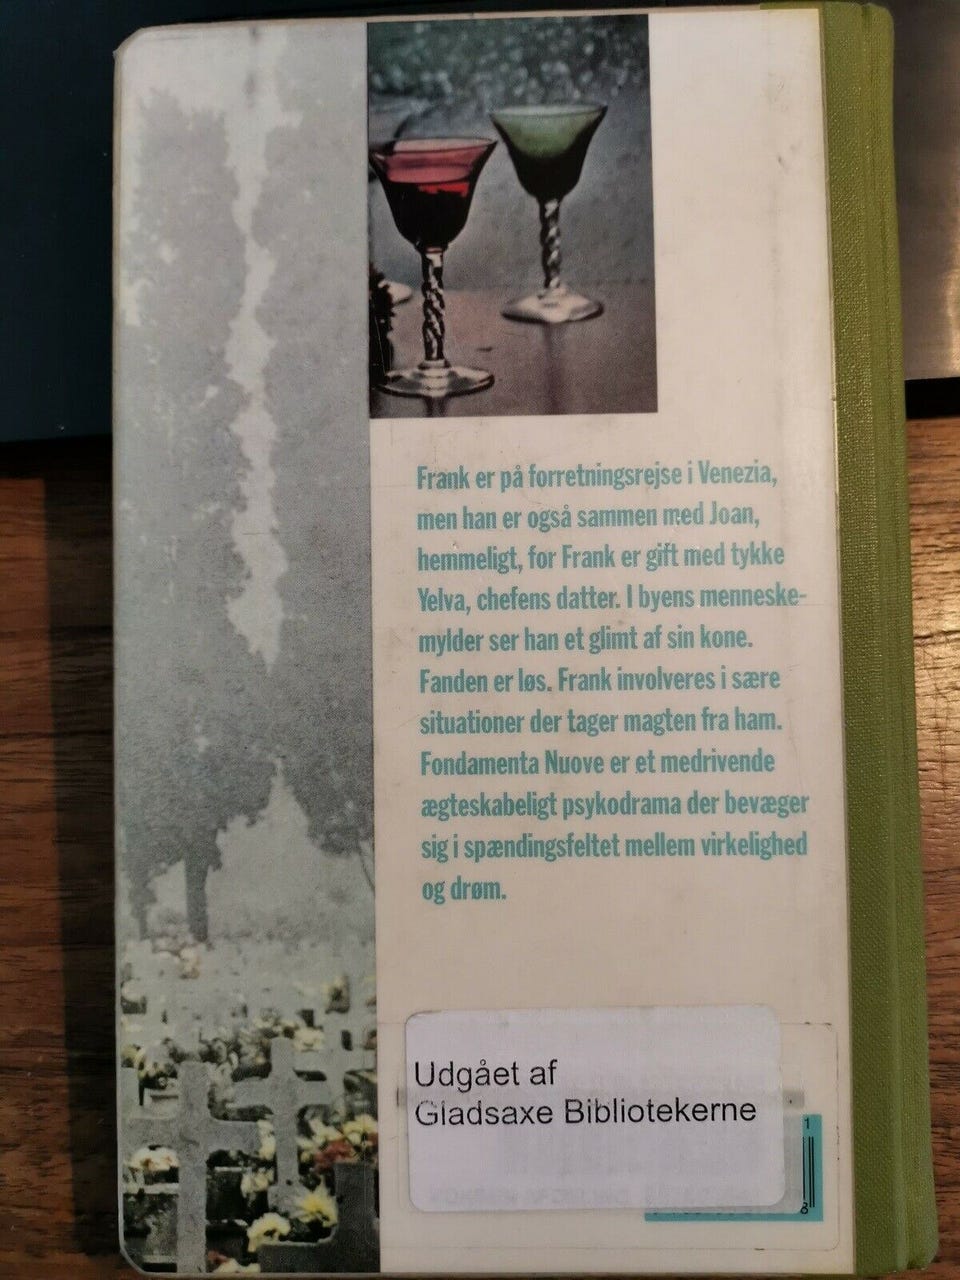 Frank er på forretningsrejse i Venezia,
men han er også sammen med Joan,
hemmeligt, for Frank er gift med tykke
Yelva, chefens datter. I byens menneske-
mylder ser han et glimt af sin kone.
Fanden er løs. Frank involveres i sære
situationer der tager magten fra ham.
Fondamenta Nuove er et medrivende
ægteskabeligt psykodrama der bevæger
sig i spændingsfeltet mellem virkelighed
og drøm.
Udgået af
Gladsaxe Bibliotekerne
1
8